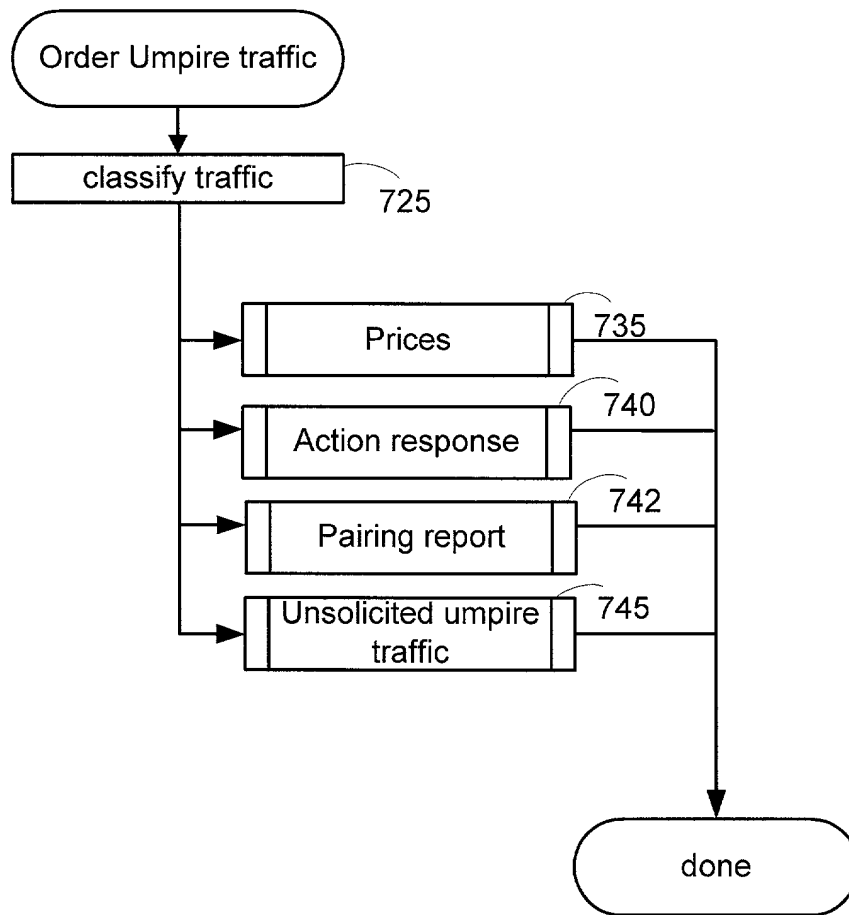 Order Umpire traffic
classify traffic
725
Prices
735
Action response
740
Pairing report
742
Unsolicited umpire
traffic
745
done